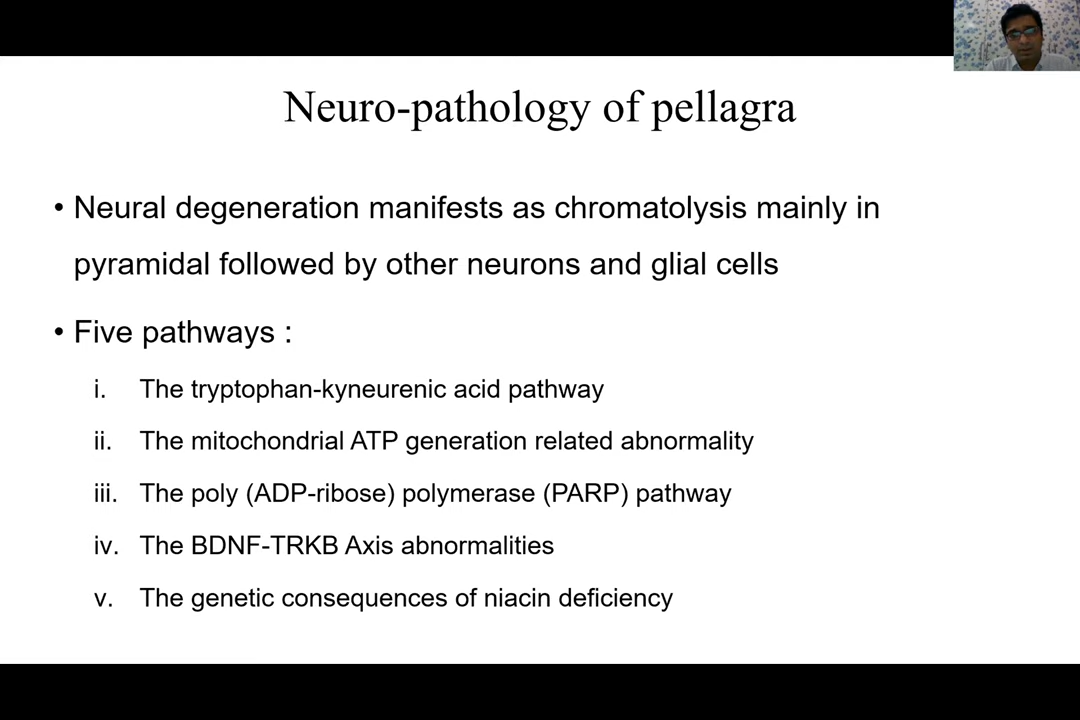 Neuro-pathology of pellagra
• Neural degeneration manifests as chromatolysis mainly in
pyramidal followed by other neurons and glial cells
• Five pathways :
i. The tryptophan-kyneurenic acid pathway
ii. The mitochondrial ATP generation related abnormality
iii. The poly (ADP-ribose) polymerase (PARP) pathway
iv. The BDNF-TRKB Axis abnormalities
v. The genetic consequences of niacin deficiency